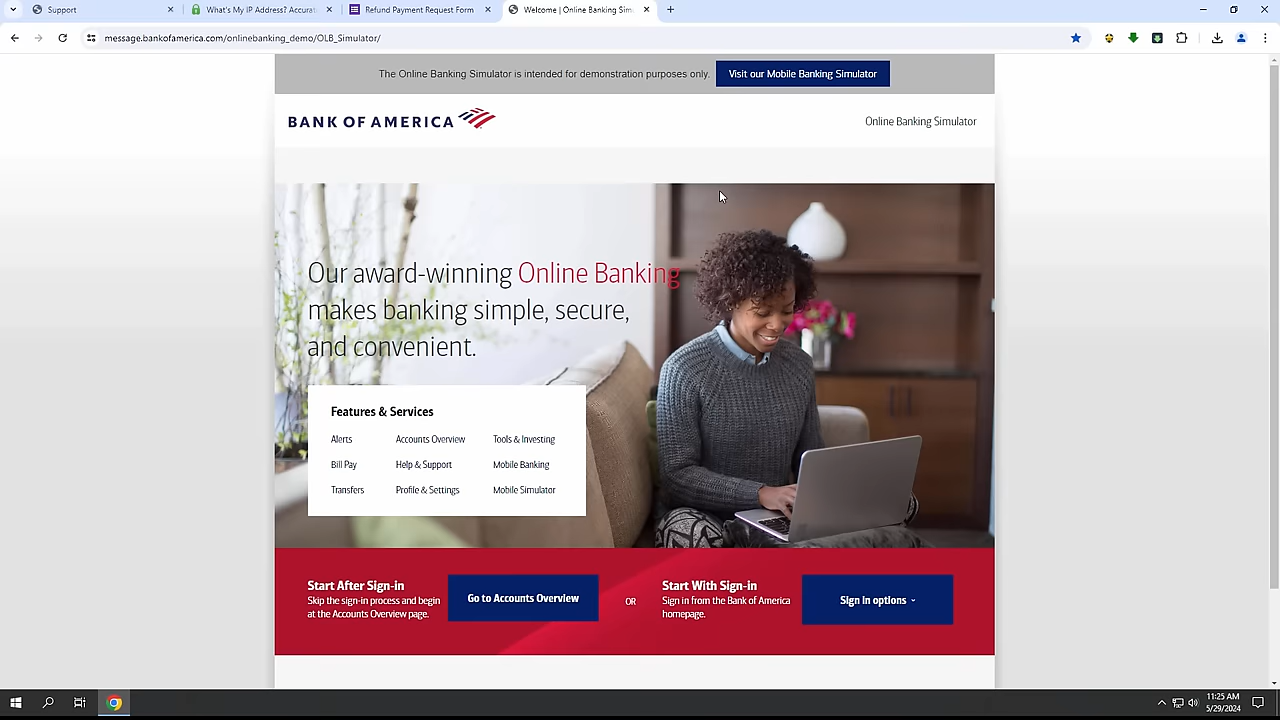 Support
What's My IP Address? Accurat
Refund Payment Request Form
Welcome | Online Banking Sim
message.bankofamerica.com/onlinebanking_demo/OLB_Simulator/
The Online Banking Simulator is intended for demonstration purposes only.
Visit our Mobile Banking Simulator
BANK OF AMERICA
Online Banking Simulator
Our award-winning Online Banking
makes banking simple, secure,
and convenient.
Features & Services
Alerts Accounts Overview Tools & Investing
Bill Pay Help & Support Mobile Banking
Transfers Profile & Settings Mobile Simulator
Start After Sign-in
Skip the sign-in process and begin
at the Accounts Overview page.
Go to Accounts Overview
OR
Start With Sign-in
Sign in from the Bank of America
homepage.
Sign in options
11:25 AM
5/29/2024